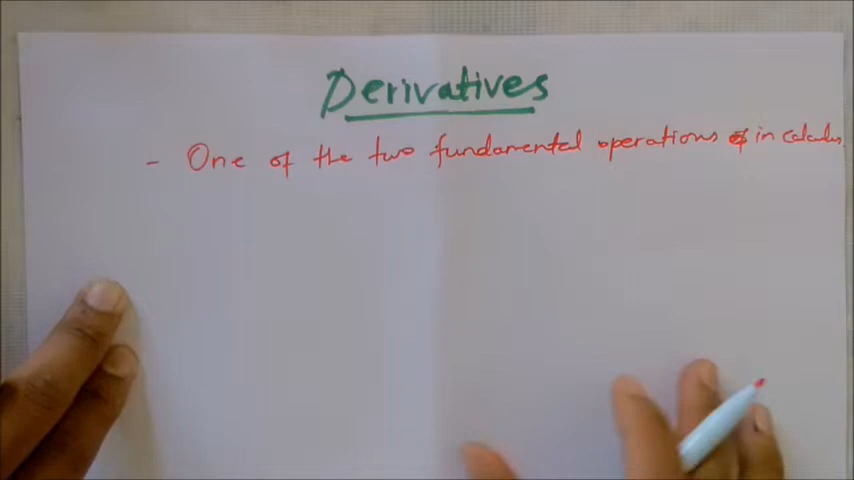 Derivatives
- One of the two fundamental operations in calculus.